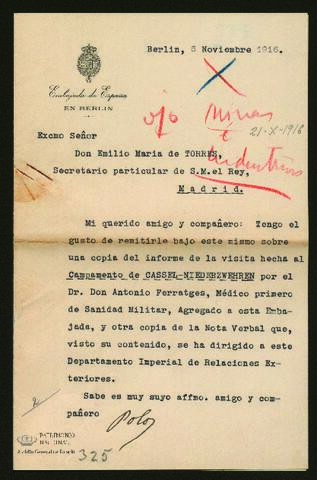 Berlin, 6 Noviembre 1916.
Embajada de España
EN BERLIN
ojo Minas
é
21-X-1916
Industrias
Excmo Señor
Don Emilio Maria de TORRES,
Secretario particular de S.M.el Rey,
Madrid.
Mi querido amigo y compañero: Tengo el
gusto de remitirle bajo este mismo sobre
una copia del informe de la visita hecha al
Campamento de CASSEL-NIEDERZWEHREN por el
Dr. Don Antonio Ferratges, Médico primero
de Sanidad Militar, Agregado a esta Emba-
jada, y otra copia de la Nota Verbal que,
visto su contenido, se ha dirigido a este
Departamento Imperial de Relaciones Ex-
teriores.
Sabe es muy suyo affmo. amigo y com-
pañero
Polo
2
PATRIMONIO
NACIONAL
325